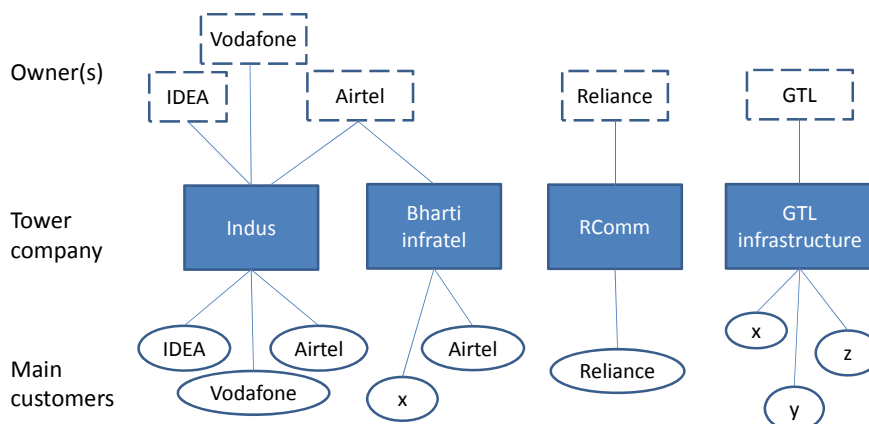 Vodafone
Owner(s)
IDEA
Airtel
Reliance
GTL
Tower
company
Indus
Bharti
infratel
RComm
GTL
infrastructure
Main
customers
IDEA
Vodafone
Airtel
x
Airtel
Reliance
x
y
z